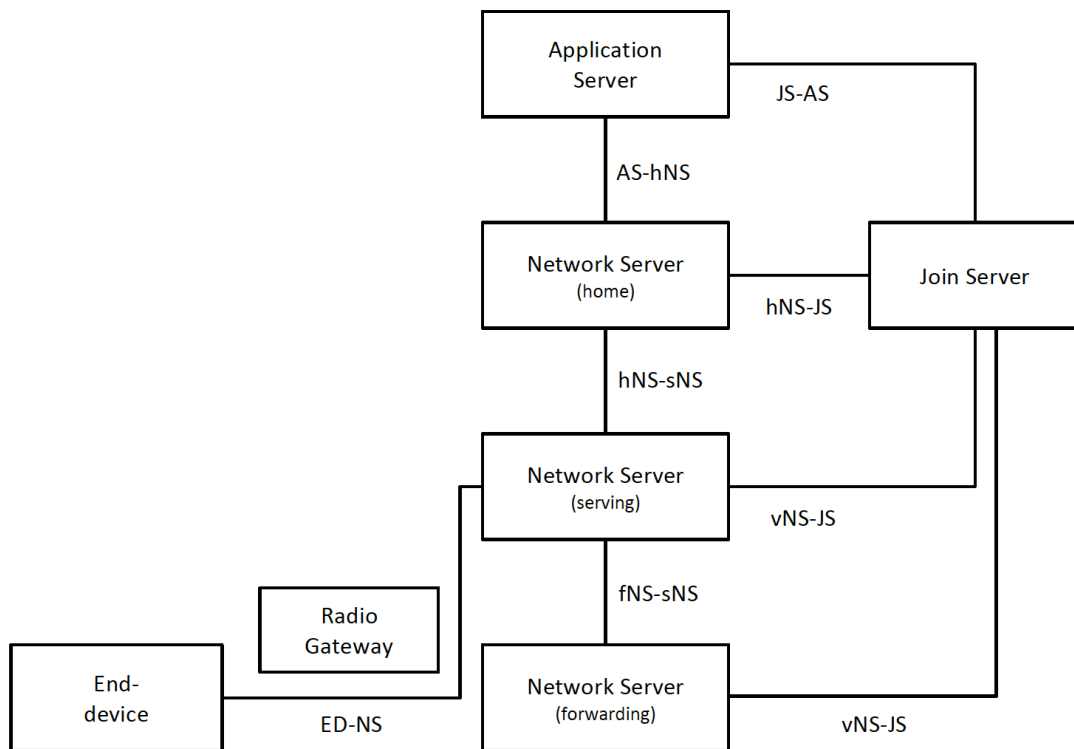 Application
Server
JS-AS
AS-hNS
Network Server
(home)
Join Server
hNS-JS
hNS-sNS
Network Server
(serving)
vNS-JS
fNS-sNS
Radio
Gateway
End-
device
Network Server
(forwarding)
ED-NS
vNS-JS